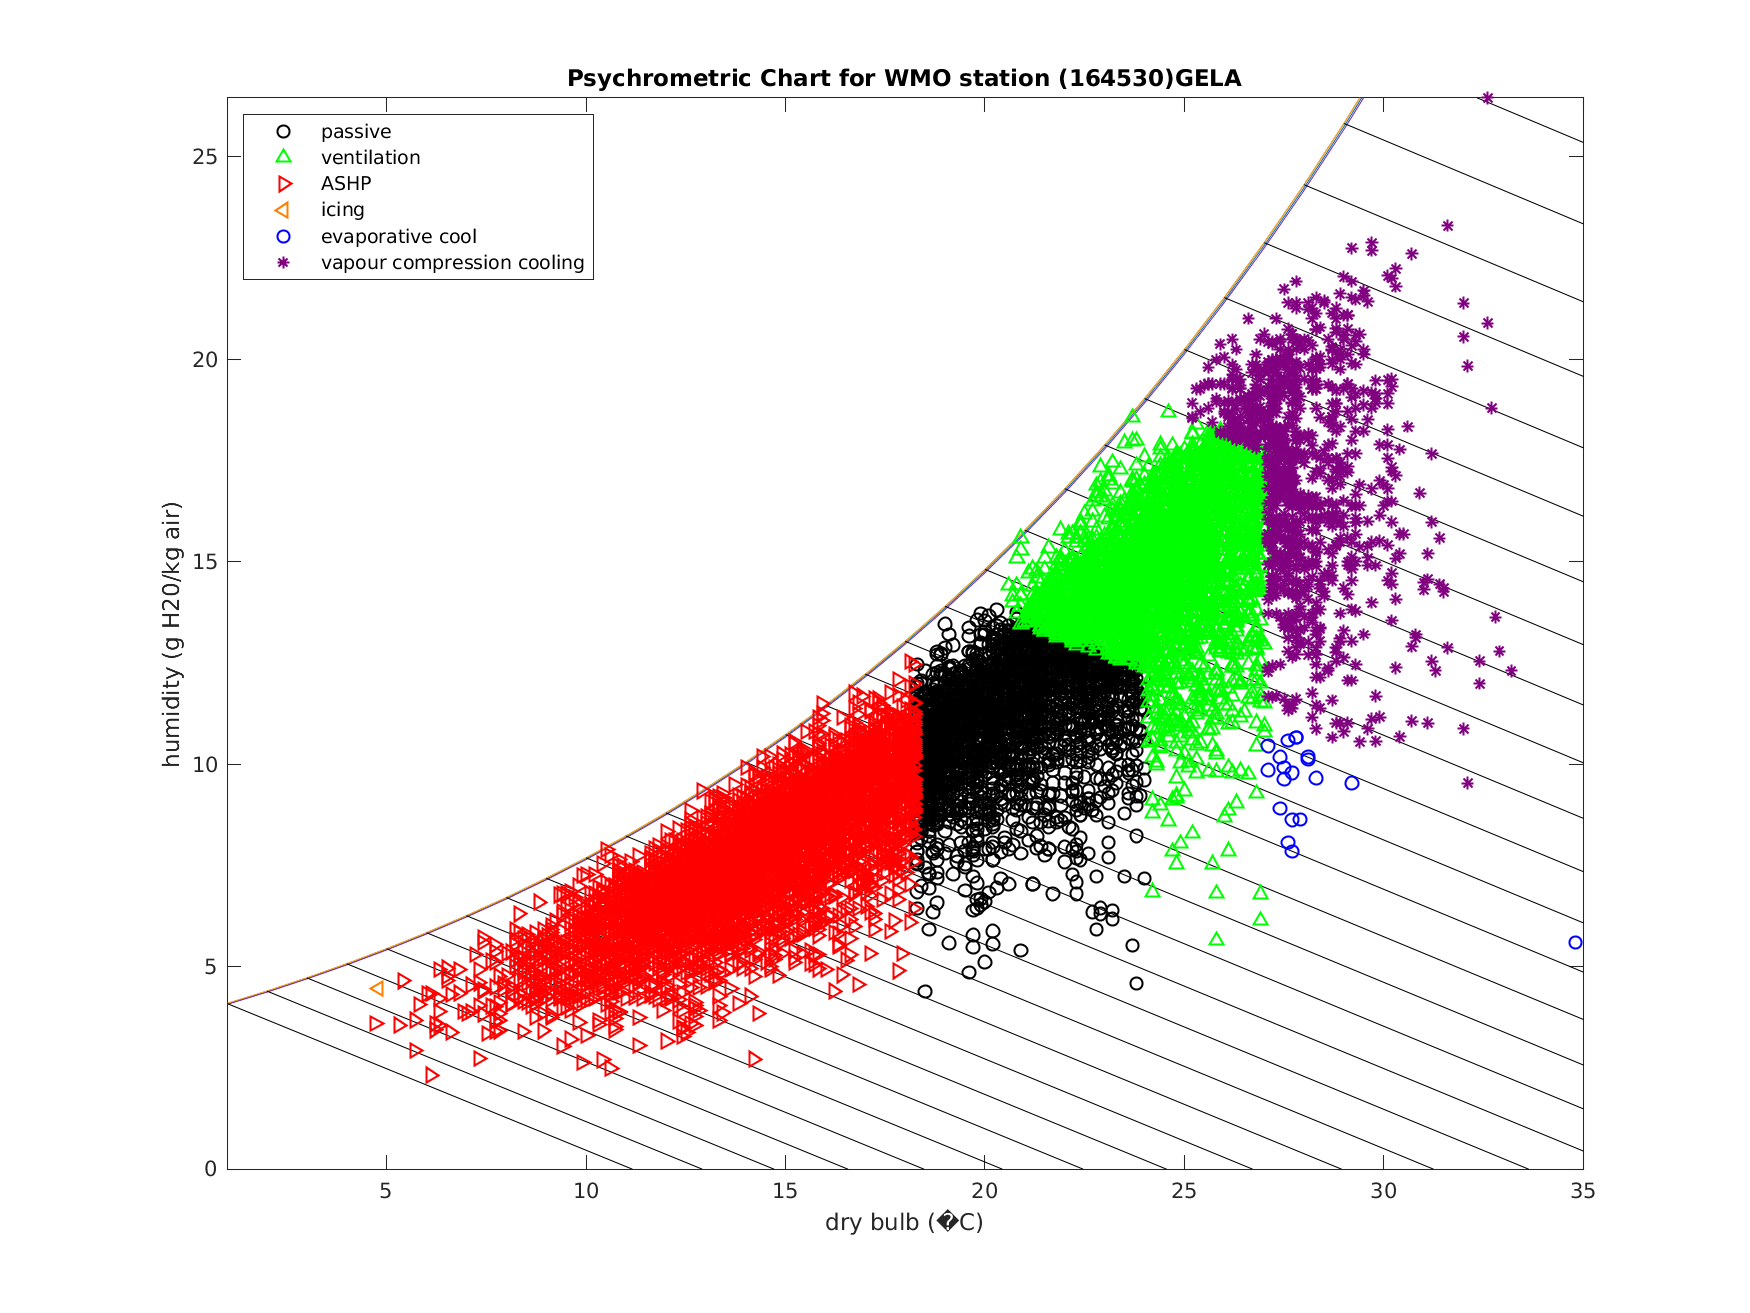 Psychrometric Chart for WMO station (164530)GELA
passive
ventilation
ASHP
icing
evaporative cool
vapour compression cooling
humidity (g H20/kg air)
25
20
15
10
5
0
5 10 15 20 25 30 35
dry bulb (�C)